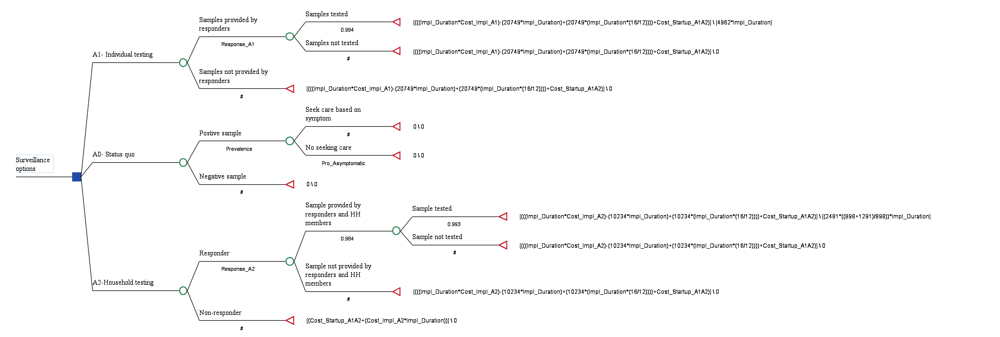 Samples tested
[(((Impl_Duration*Cost_Impl_A1)-(20749*Impl_Duration)+(20749*(Impl_Duration*(16/12))))+Cost_Startup_A1A2)] \ [4962*Impl_Duration]
0.994
Samples provided by
responders
Response_A1
Samples not tested
[(((Impl_Duration*Cost_Impl_A1)-(20749*Impl_Duration)+(20749*(Impl_Duration*(16/12))))+Cost_Startup_A1A2)] \ 0
#
A1- Individual testing
Samples not provided by
responders
[(((Impl_Duration*Cost_Impl_A1)-(20749*Impl_Duration)+(20749*(Impl_Duration*(16/12))))+Cost_Startup_A1A2)] \ 0
#
Seek care based on
symptom
0 \ 0
#
Postive sample
Prevalence
No seeking care
0 \ 0
Pro_Asymptomatic
A0- Status quo
Surveillance
options
Negative sample
0 \ 0
#
Sample provided by
responders and HH
members
0.984
Sample tested
[(((Impl_Duration*Cost_Impl_A2)-(10234*Impl_Duration)+(10234*(Impl_Duration*(16/12))))+Cost_Startup_A1A2)] \ [(2481*((898+1291)/898))*Impl_Duration]
0.993
Sample not tested
[(((Impl_Duration*Cost_Impl_A2)-(10234*Impl_Duration)+(10234*(Impl_Duration*(16/12))))+Cost_Startup_A1A2)] \ 0
#
Responder
Response_A2
Sample not provided by
responders and HH
members
[(((Impl_Duration*Cost_Impl_A2)-(10234*Impl_Duration)+(10234*(Impl_Duration*(16/12))))+Cost_Startup_A1A2)] \ 0
#
A2-Household testing
Non-responder
[(Cost_Startup_A1A2+(Cost_Impl_A2*Impl_Duration))] \ 0
#